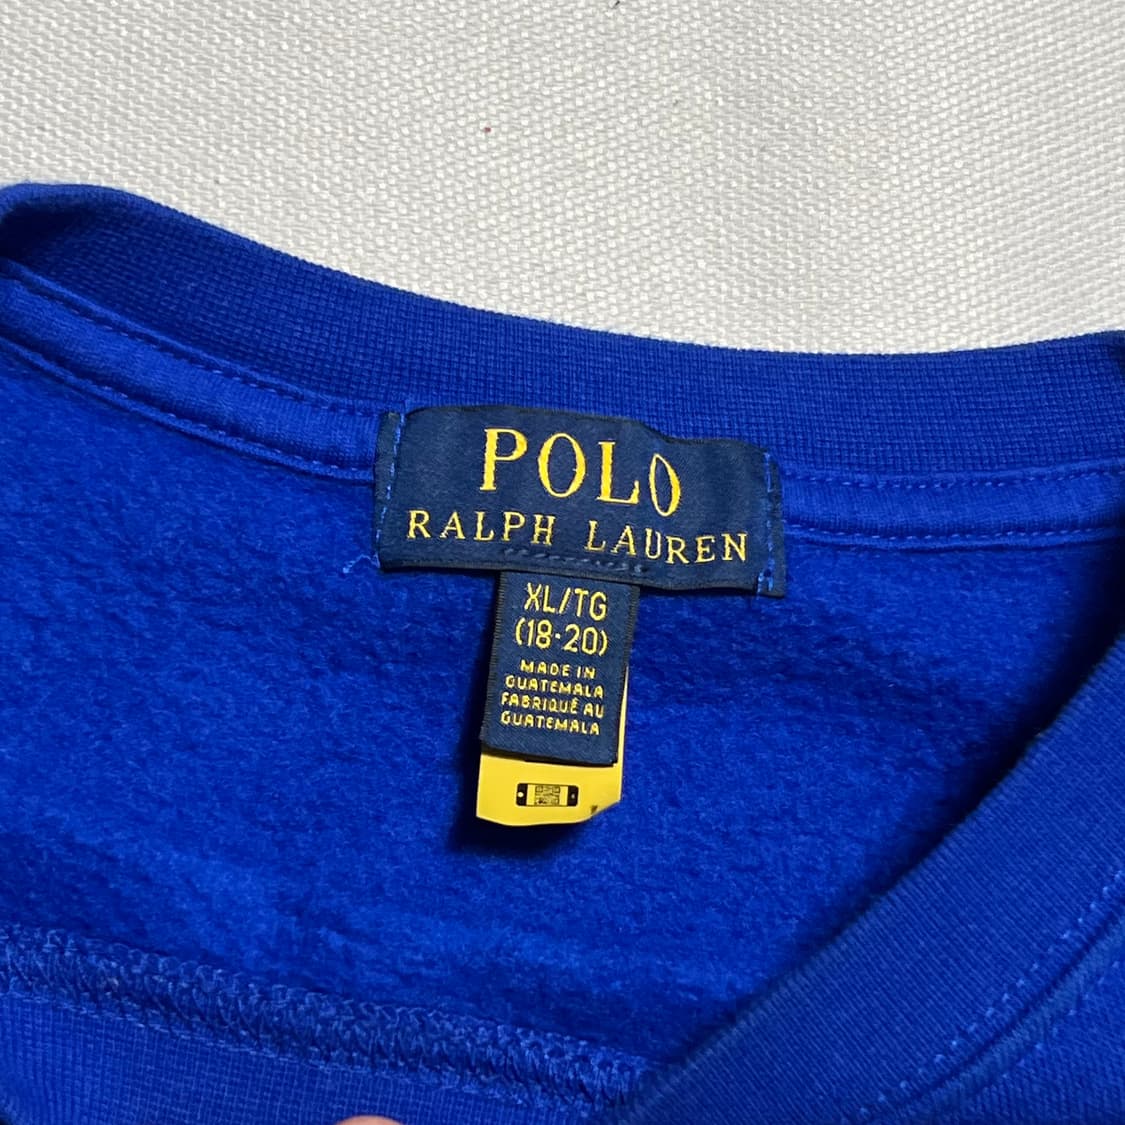 POLO
RALPH LAUREN
XL/TG
(18-20)
MADE IN
GUATEMALA
FABRIQUÉ AU
GUATEMALA